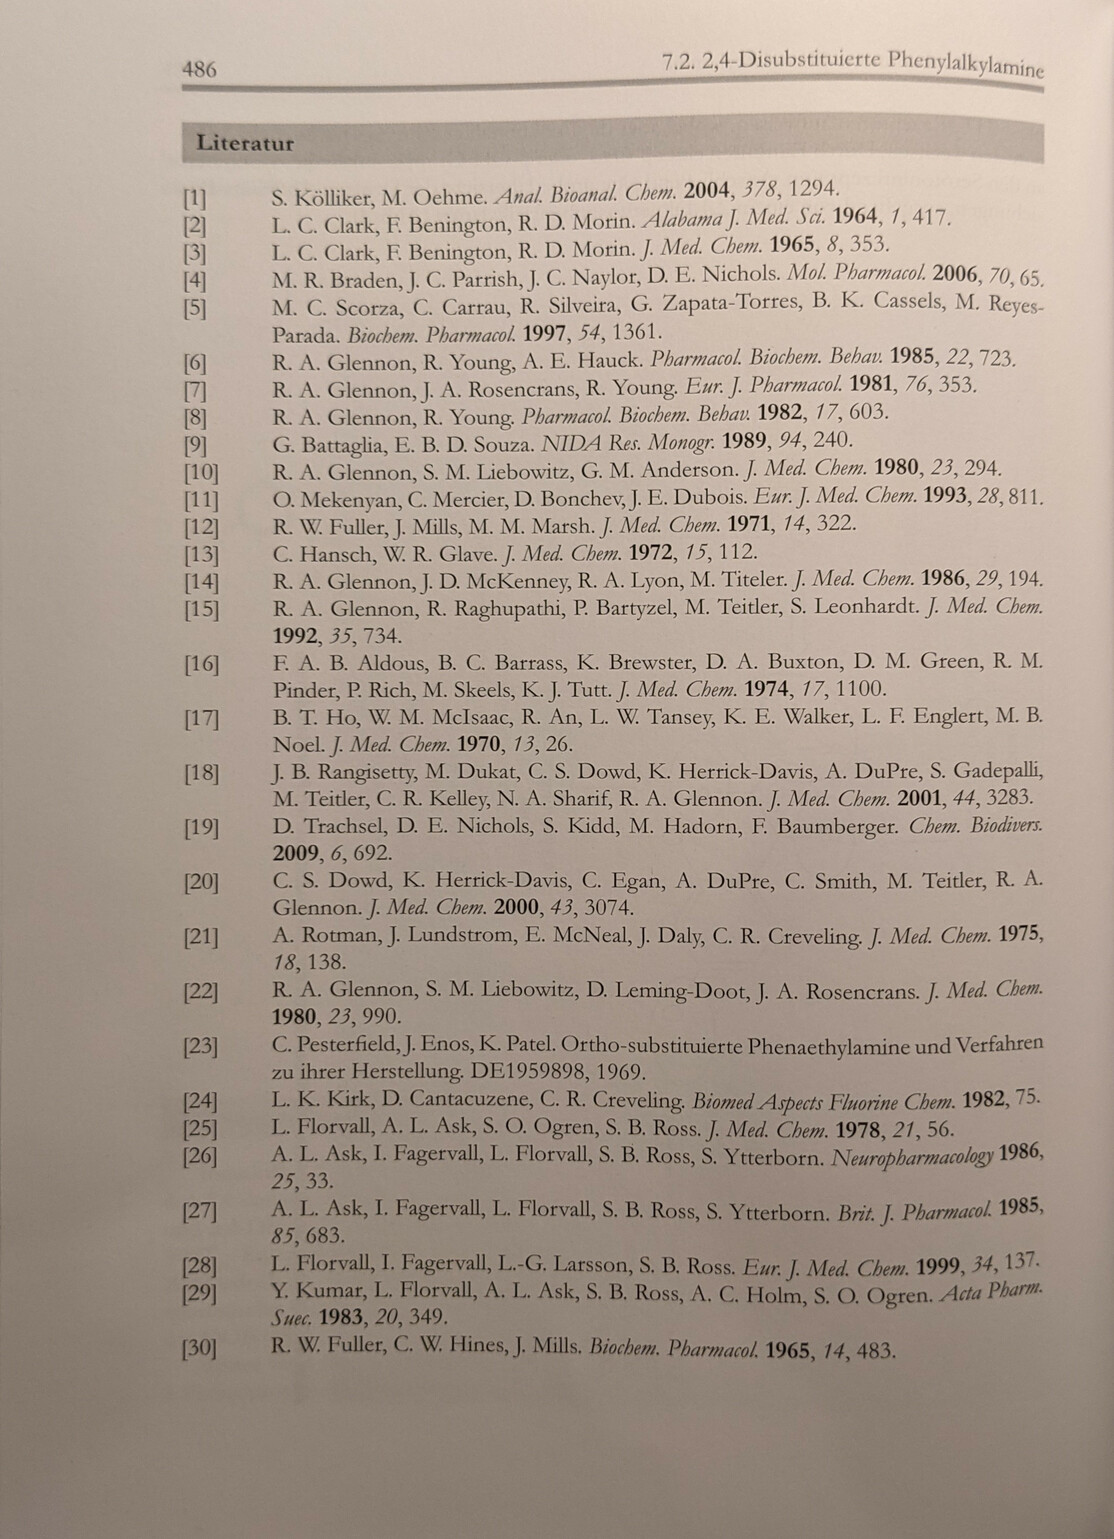 486
7.2. 2,4-Disubstituierte Phenylalkylamine
Literatur
[1] S. Kölliker, M. Oehme. Anal. Bioanal. Chem. 2004, 378, 1294.
[2] L. C. Clark, F. Benington, R. D. Morin. Alabama J. Med. Sci. 1964, 1, 417.
[3] L. C. Clark, F. Benington, R. D. Morin. J. Med. Chem. 1965, 8, 353.
[4] M. R. Braden, J. C. Parrish, J. C. Naylor, D. E. Nichols. Mol. Pharmacol. 2006, 70, 65.
[5] M. C. Scorza, C. Carrau, R. Silveira, G. Zapata-Torres, B. K. Cassels, M. Reyes-
Parada. Biochem. Pharmacol. 1997, 54, 1361.
[6] R. A. Glennon, R. Young, A. E. Hauck. Pharmacol. Biochem. Behav. 1985, 22, 723.
[7] R. A. Glennon, J. A. Rosencrans, R. Young. Eur. J. Pharmacol. 1981, 76, 353.
[8] R. A. Glennon, R. Young. Pharmacol. Biochem. Behav. 1982, 17, 603.
[9] G. Battaglia, E. B. D. Souza. NIDA Res. Monogr. 1989, 94, 240.
[10] R. A. Glennon, S. M. Liebowitz, G. M. Anderson. J. Med. Chem. 1980, 23, 294.
[11] O. Mekenyan, C. Mercier, D. Bonchev, J. E. Dubois. Eur. J. Med. Chem. 1993, 28, 811.
[12] R. W. Fuller, J. Mills, M. M. Marsh. J. Med. Chem. 1971, 14, 322.
[13] C. Hansch, W. R. Glave. J. Med. Chem. 1972, 15, 112.
[14] R. A. Glennon, J. D. McKenney, R. A. Lyon, M. Titeler. J. Med. Chem. 1986, 29, 194.
[15] R. A. Glennon, R. Raghupathi, P. Bartyzel, M. Teitler, S. Leonhardt. J. Med. Chem.
1992, 35, 734.
[16] F. A. B. Aldous, B. C. Barrass, K. Brewster, D. A. Buxton, D. M. Green, R. M.
Pinder, P. Rich, M. Skeels, K. J. Tutt. J. Med. Chem. 1974, 17, 1100.
[17] B. T. Ho, W. M. McIsaac, R. An, L. W. Tansey, K. E. Walker, L. F. Englert, M. B.
Noel. J. Med. Chem. 1970, 13, 26.
[18] J. B. Rangisetty, M. Dukat, C. S. Dowd, K. Herrick-Davis, A. DuPre, S. Gadepalli,
M. Teitler, C. R. Kelley, N. A. Sharif, R. A. Glennon. J. Med. Chem. 2001, 44, 3283.
[19] D. Trachsel, D. E. Nichols, S. Kidd, M. Hadorn, F. Baumberger. Chem. Biodivers.
2009, 6, 692.
[20] C. S. Dowd, K. Herrick-Davis, C. Egan, A. DuPre, C. Smith, M. Teitler, R. A.
Glennon. J. Med. Chem. 2000, 43, 3074.
[21] A. Rotman, J. Lundstrom, E. McNeal, J. Daly, C. R. Creveling. J. Med. Chem. 1975,
18, 138.
[22] R. A. Glennon, S. M. Liebowitz, D. Leming-Doot, J. A. Rosencrans. J. Med. Chem.
1980, 23, 990.
[23] C. Pesterfield, J. Enos, K. Patel. Ortho-substituierte Phenaethylamine und Verfahren
zu ihrer Herstellung. DE1959898, 1969.
[24] L. K. Kirk, D. Cantacuzene, C. R. Creveling. Biomed Aspects Fluorine Chem. 1982, 75.
[25] L. Florvall, A. L. Ask, S. O. Ogren, S. B. Ross. J. Med. Chem. 1978, 21, 56.
[26] A. L. Ask, I. Fagervall, L. Florvall, S. B. Ross, S. Ytterborn. Neuropharmacology 1986,
25, 33.
[27] A. L. Ask, I. Fagervall, L. Florvall, S. B. Ross, S. Ytterborn. Brit. J. Pharmacol. 1985,
85, 683.
[28] L. Florvall, I. Fagervall, L.-G. Larsson, S. B. Ross. Eur. J. Med. Chem. 1999, 34, 137.
[29] Y. Kumar, L. Florvall, A. L. Ask, S. B. Ross, A. C. Holm, S. O. Ogren. Acta Pharm.
Suec. 1983, 20, 349.
[30] R. W. Fuller, C. W. Hines, J. Mills. Biochem. Pharmacol. 1965, 14, 483.